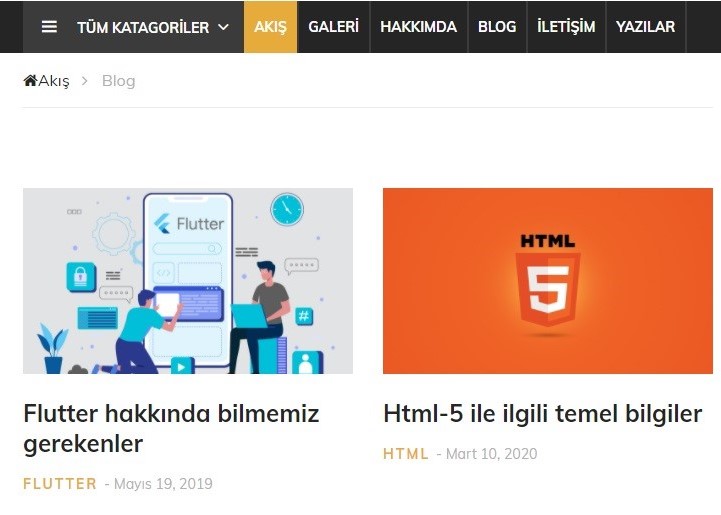 TÜM KATAGORİLER AKIŞ GALERİ HAKKIMDA BLOG İLETİŞİM YAZILAR
Akış > Blog
Flutter
#
HTML
5
Flutter hakkında bilmemiz
gerekenler
FLUTTER - Mayıs 19, 2019
Html-5 ile ilgili temel bilgiler
HTML - Mart 10, 2020